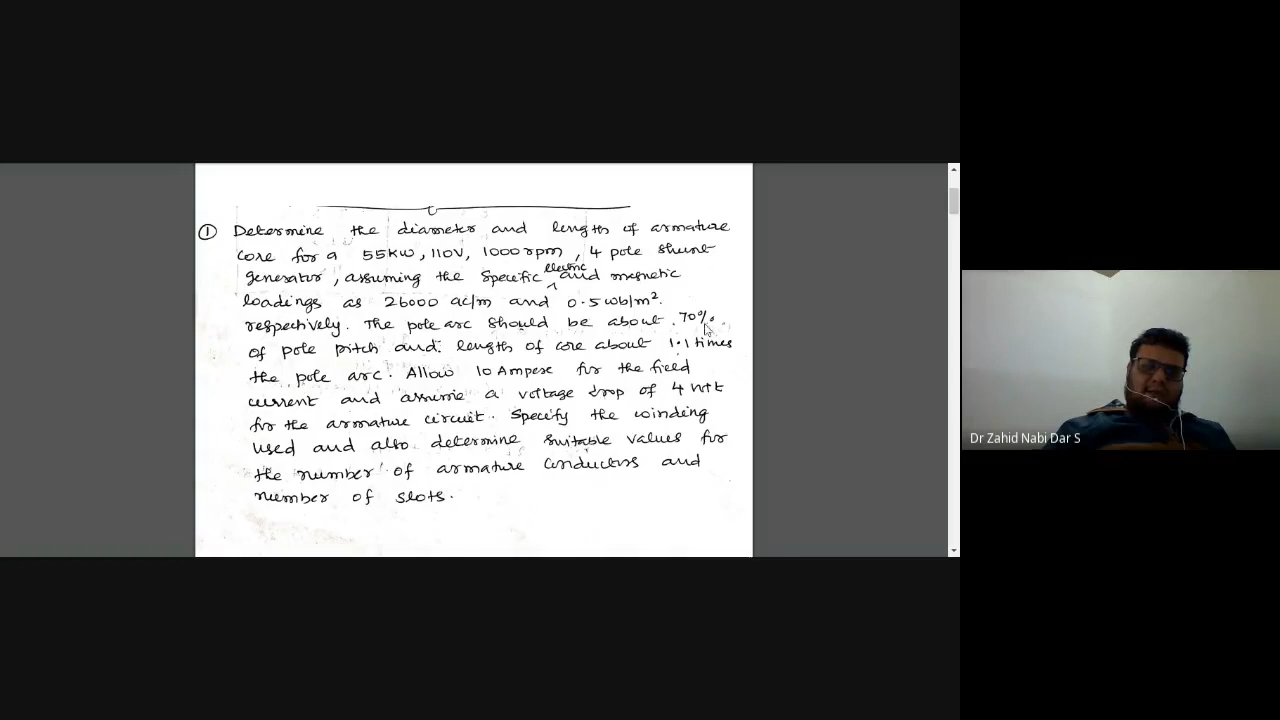 ① Determine the diameter and length of armature
core for a 55kw, 110V, 1000 rpm, 4 pole shunt
generator, assuming the specific electric and magnetic
loadings as 26000 ac/m and 0.5 wb/m².
respectively. The pole arc should be about 70%.
of pole pitch and length of core about 1.1 times
the pole arc. Allow 10 Ampere for the field
current and assume a voltage drop of 4 volt
for the armature circuit. Specify the winding
used and also determine suitable values for
the number of armature conductors and
number of slots.
Dr Zahid Nabi Dar S